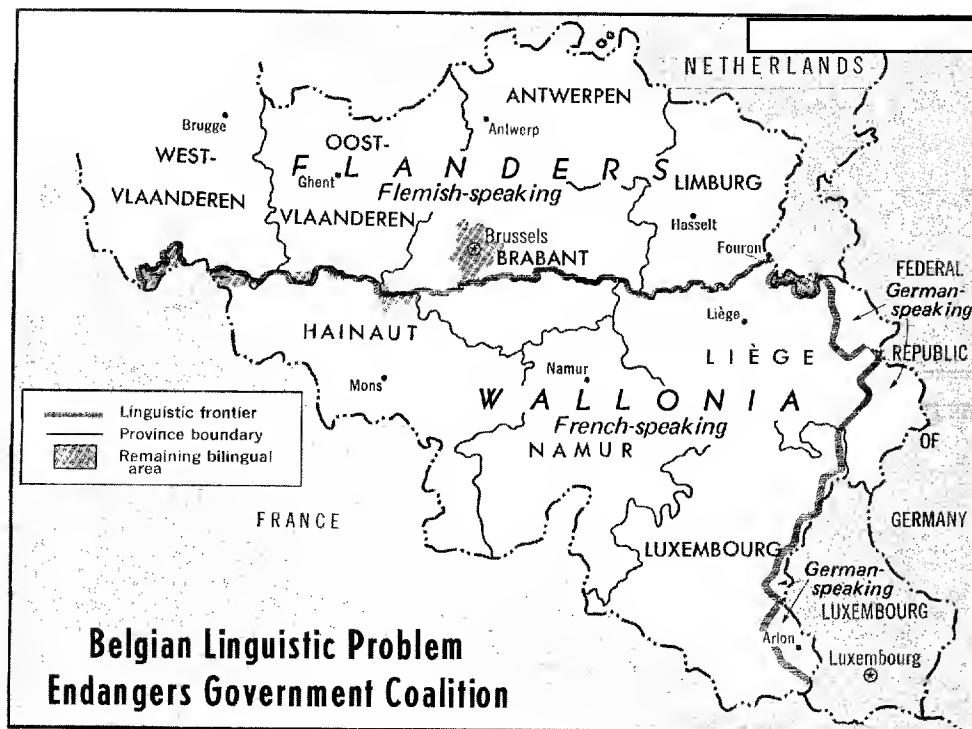 NETHERLANDS
ANTWERPEN
Brugge
Antwerp
OOST-
WEST-
FLANDERS
Ghent
LIMBURG
Flemish-speaking
VLAANDEREN
VLAANDEREN
Hasselt
Brussels
Fouron
BRABANT
FEDERAL
German-
speaking
Liège
HAINAUT
LIÈGE
REPUBLIC
Namur
Mons
WALLONIA
French-speaking
Linguistic frontier
Province boundary
Remaining bilingual
area
NAMUR
OF
FRANCE
GERMANY
LUXEMBOURG
German-
speaking
LUXEMBOURG
Arlon
Luxembourg
Belgian Linguistic Problem
Endangers Government Coalition